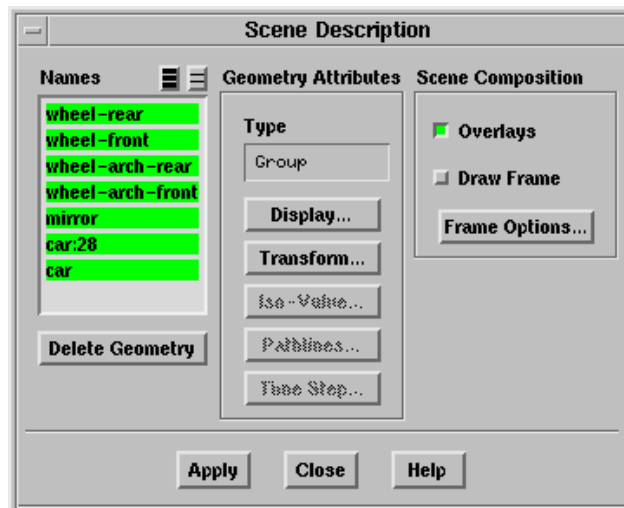 Scene Description
Names
wheel-rear
wheel-front
wheel-arch-rear
wheel-arch-front
mirror
car:28
car
Delete Geometry
Geometry Attributes
Type
Group
Display...
Transform...
Iso-Value...
Pathlines...
Time Step...
Scene Composition
Overlays
Draw Frame
Frame Options...
Apply
Close
Help